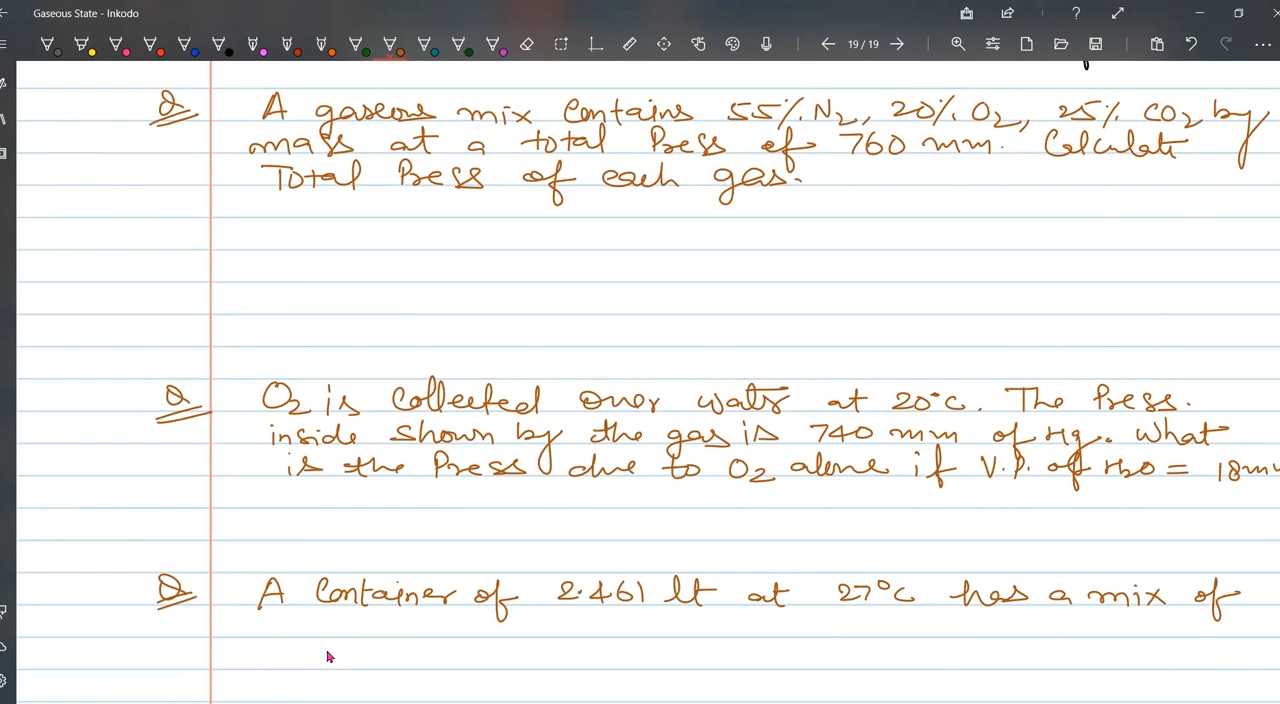 Gaseous State - Inkodo
19/19
Q A gaseous mix contains 55% N2, 20% O2, 25% CO2 by
mass at a total Press of 760 mm. Calculate
Total Press of each gas.
Q O2 is collected over water at 20°C. The Press.
inside shown by the gas is 740 mm of Hg. What
is the Press due to O2 alone if V.P. of H2O = 18mm
Q A Container of 2.461 lt at 27°C has a mix of